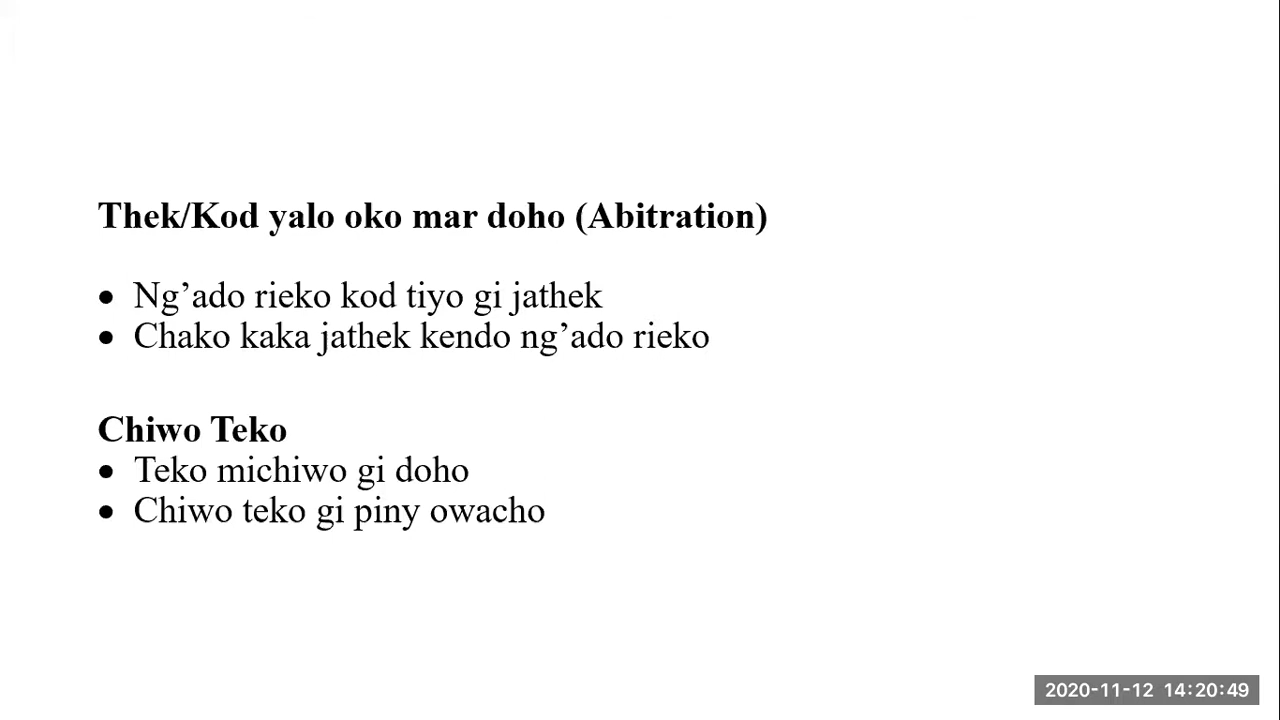 Thek/Kod yalo oko mar doho (Abitration)
• Ng’ado rieko kod tiyo gi jathek
• Chako kaka jathek kendo ng’ado rieko
Chiwo Teko
• Teko michiwo gi doho
• Chiwo teko gi piny owacho
2020-11-12 14:20:49